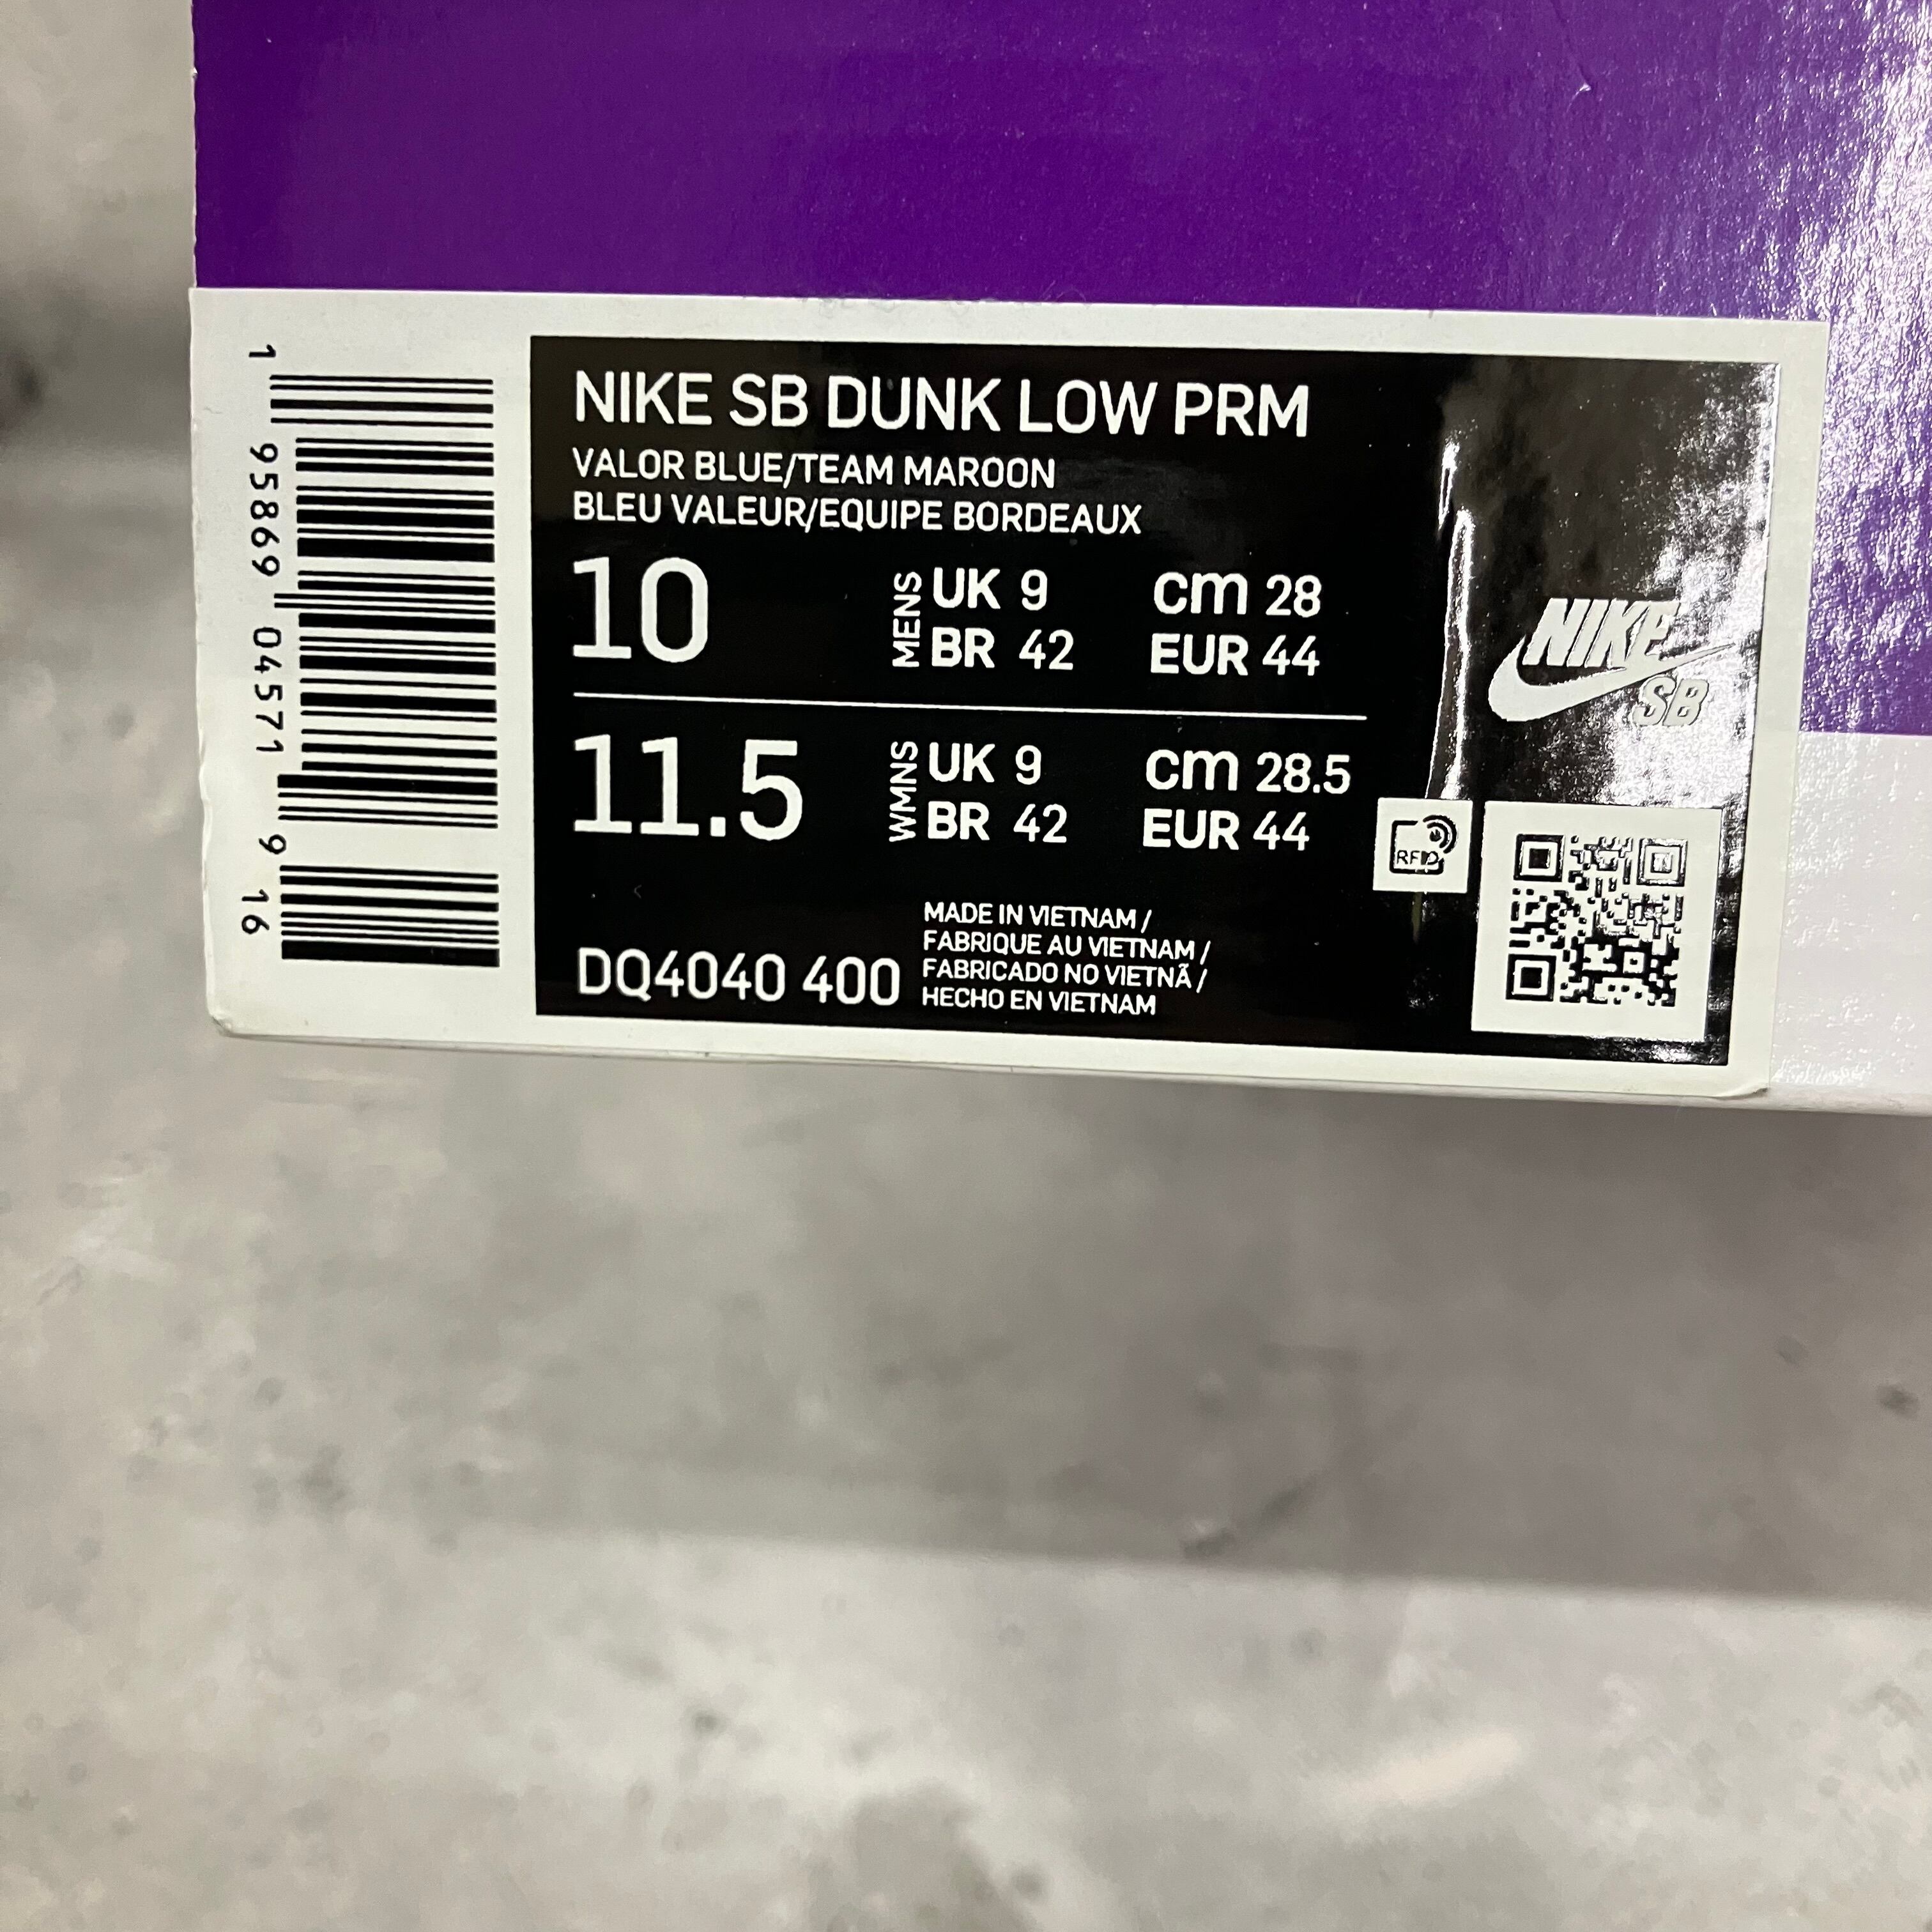 1 95869 04571 9 16
NIKE SB DUNK LOW PRM
VALOR BLUE/TEAM MAROON
BLEU VALEUR/EQUIPE BORDEAUX
10 MENS UK 9 cm 28
BR 42 EUR 44
11.5 WMNS UK 9 cm 28.5
BR 42 EUR 44
NIKE
SB
RFID
DQ4040 400
MADE IN VIETNAM /
FABRIQUE AU VIETNAM /
FABRICADO NO VIETNÃ /
HECHO EN VIETNAM